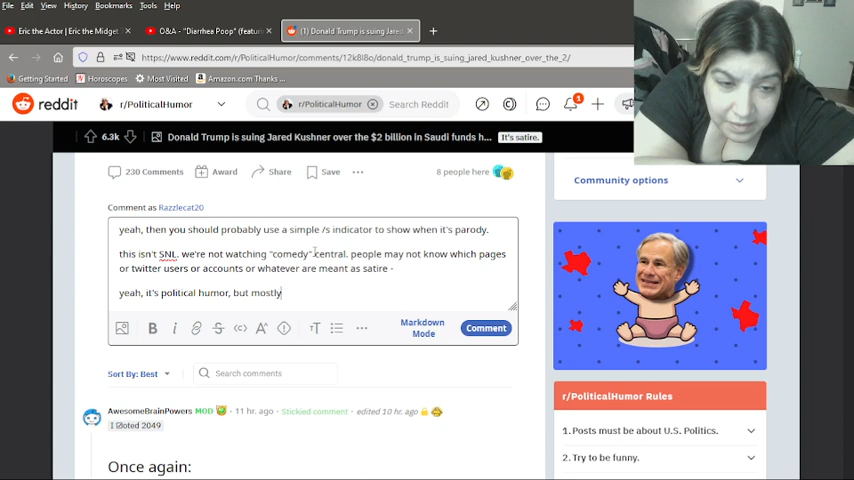 File Edit View History Bookmarks Tools Help
Eric the Actor | Eric the Midget
O&A - "Diarrhea Poop" (featur
(1) Donald Trump is suing Jared
https://www.reddit.com/r/PoliticalHumor/comments/12k8l8o/donald_trump_is_suing_jared_kushner_over_the_2/
Getting Started Horoscopes Most Visited Amazon.com Thanks ...
reddit r/PoliticalHumor r/PoliticalHumor Search Reddit 1
6.3k Donald Trump is suing Jared Kushner over the $2 billion in Saudi funds h... It's satire.
230 Comments Award Share Save ... 8 people here
Community options
Comment as Razzlecat20
yeah, then you should probably use a simple /s indicator to show when it's parody.
this isn't SNL. we're not watching "comedy" central. people may not know which pages
or twitter users or accounts or whatever are meant as satire -
yeah, it's political humor, but mostly
Markdown
Mode
Comment
Sort By: Best Search comments
AwesomeBrainPowers MOD · 11 hr. ago · Stickied comment · edited 10 hr. ago
Once again:
r/PoliticalHumor Rules
1. Posts must be about U.S. Politics.
2. Try to be funny.